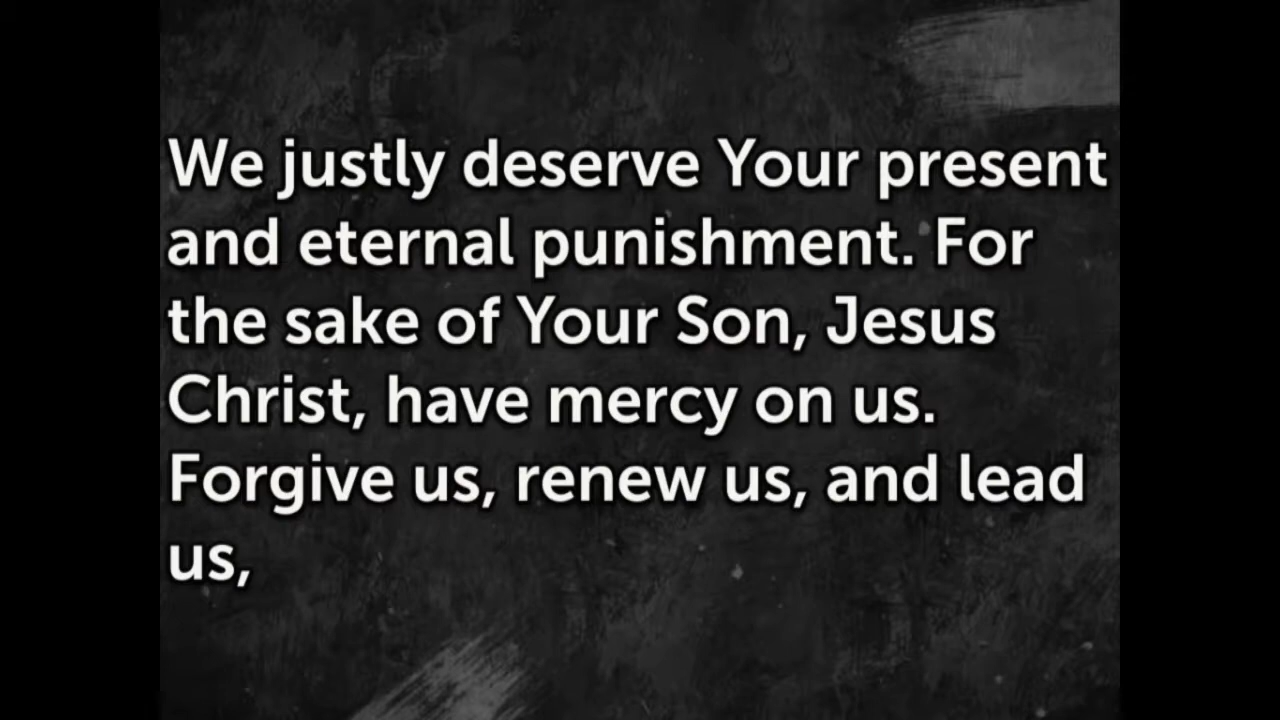 We justly deserve Your present
and eternal punishment. For
the sake of Your Son, Jesus
Christ, have mercy on us.
Forgive us, renew us, and lead
us,